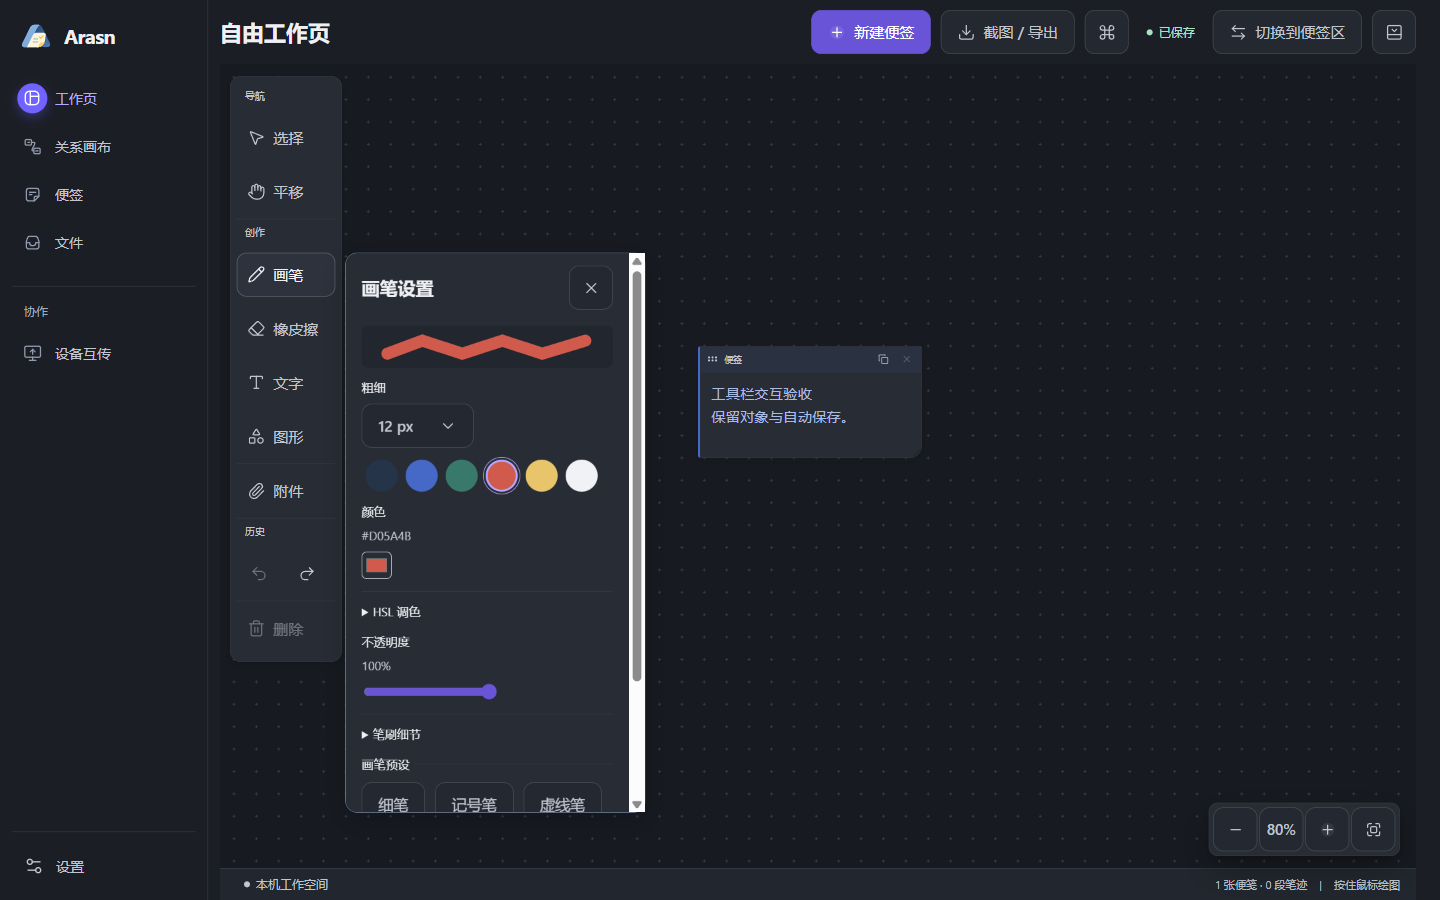 Arasn
工作页
关系画布
便签
文件
协作
设备互传
设置
自由工作页
新建便签
截图 / 导出
已保存
切换到便签区
导航
选择
平移
创作
画笔
橡皮擦
文字
图形
附件
历史
删除
画笔设置
粗细
12 px
颜色
#D05A4B
HSL 调色
不透明度
100%
笔刷细节
画笔预设
细笔
记号笔
虚线笔
便签
工具栏交互验收
保留对象与自动保存。
80%
本机工作空间
1 张便笺 · 0 段笔迹 | 按住鼠标绘图